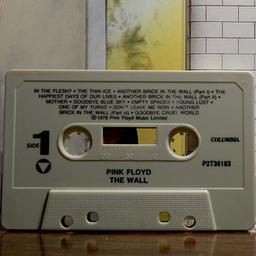 IN THE FLESH? • THE THIN ICE • ANOTHER BRICK IN THE WALL (Part I) • THE
HAPPIEST DAYS OF OUR LIVES • ANOTHER BRICK IN THE WALL (Part II) •
MOTHER • GOODBYE BLUE SKY • EMPTY SPACES • YOUNG LUST •
ONE OF MY TURNS • DON'T LEAVE ME NOW • ANOTHER
BRICK IN THE WALL (Part III) • GOODBYE CRUEL WORLD
Ⓟ 1979 Pink Floyd Music Limited
SIDE 1
COLUMBIA
P2T36183
PINK FLOYD
THE WALL